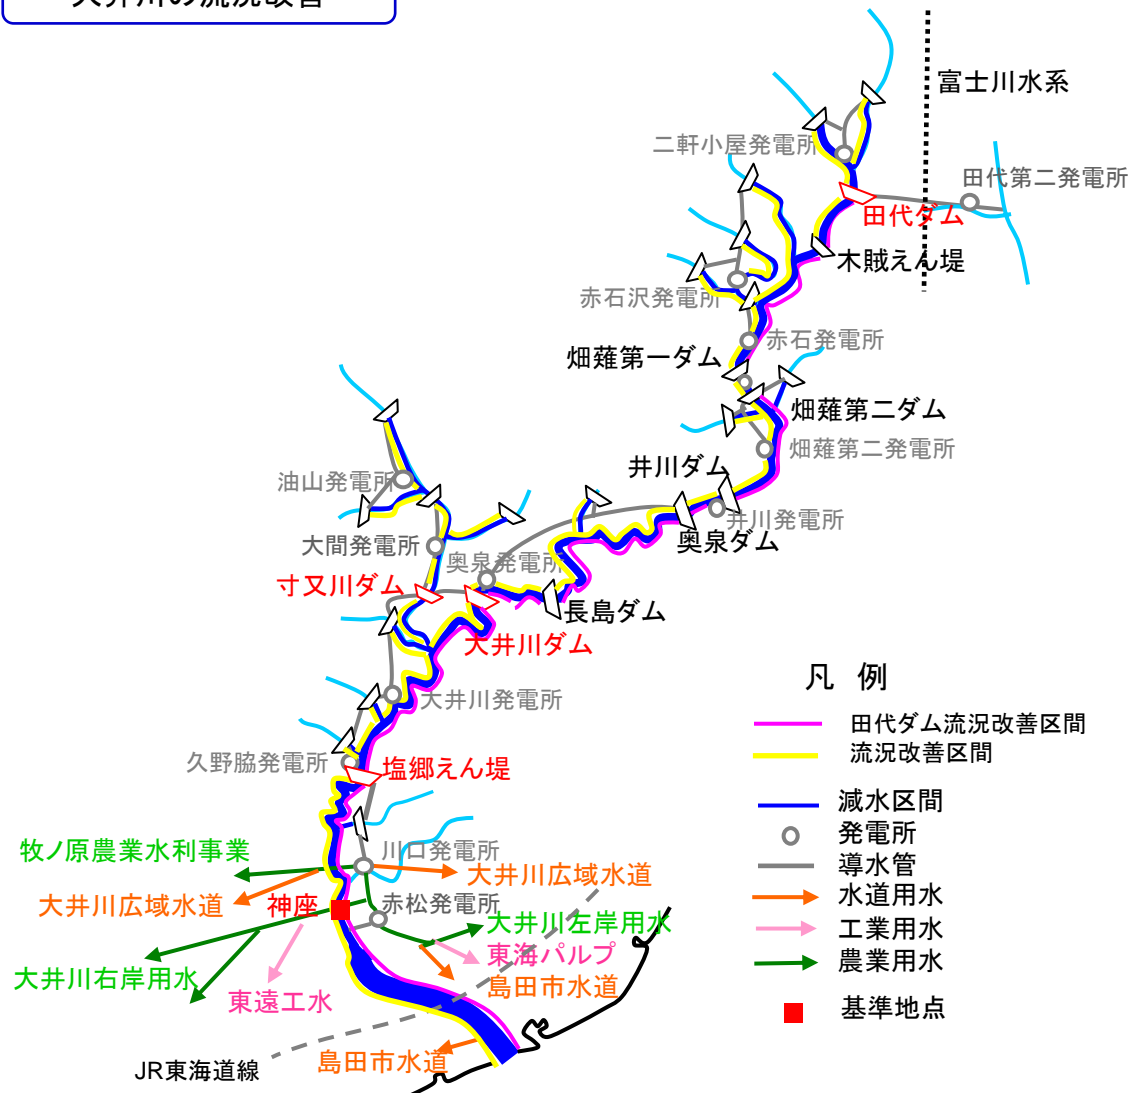 大井川の流況改善
富士川水系
二軒小屋発電所
田代第二発電所
田代ダム
木賊えん堤
赤石沢発電所
赤石発電所
畑薙第一ダム
畑薙第二ダム
畑薙第二発電所
井川ダム
油山発電所
井川発電所
大間発電所
奥泉ダム
奥泉発電所
寸又川ダム
長島ダム
大井川ダム
凡 例
大井川発電所
田代ダム流況改善区間
流況改善区間
久野脇発電所
塩郷えん堤
減水区間
発電所
牧ノ原農業水利事業
川口発電所
導水管
大井川広域水道
水道用水
大井川広域水道
神座
赤松発電所
大井川左岸用水
工業用水
東海パルプ
農業用水
大井川右岸用水
島田市水道
東遠工水
基準地点
島田市水道
JR東海道線